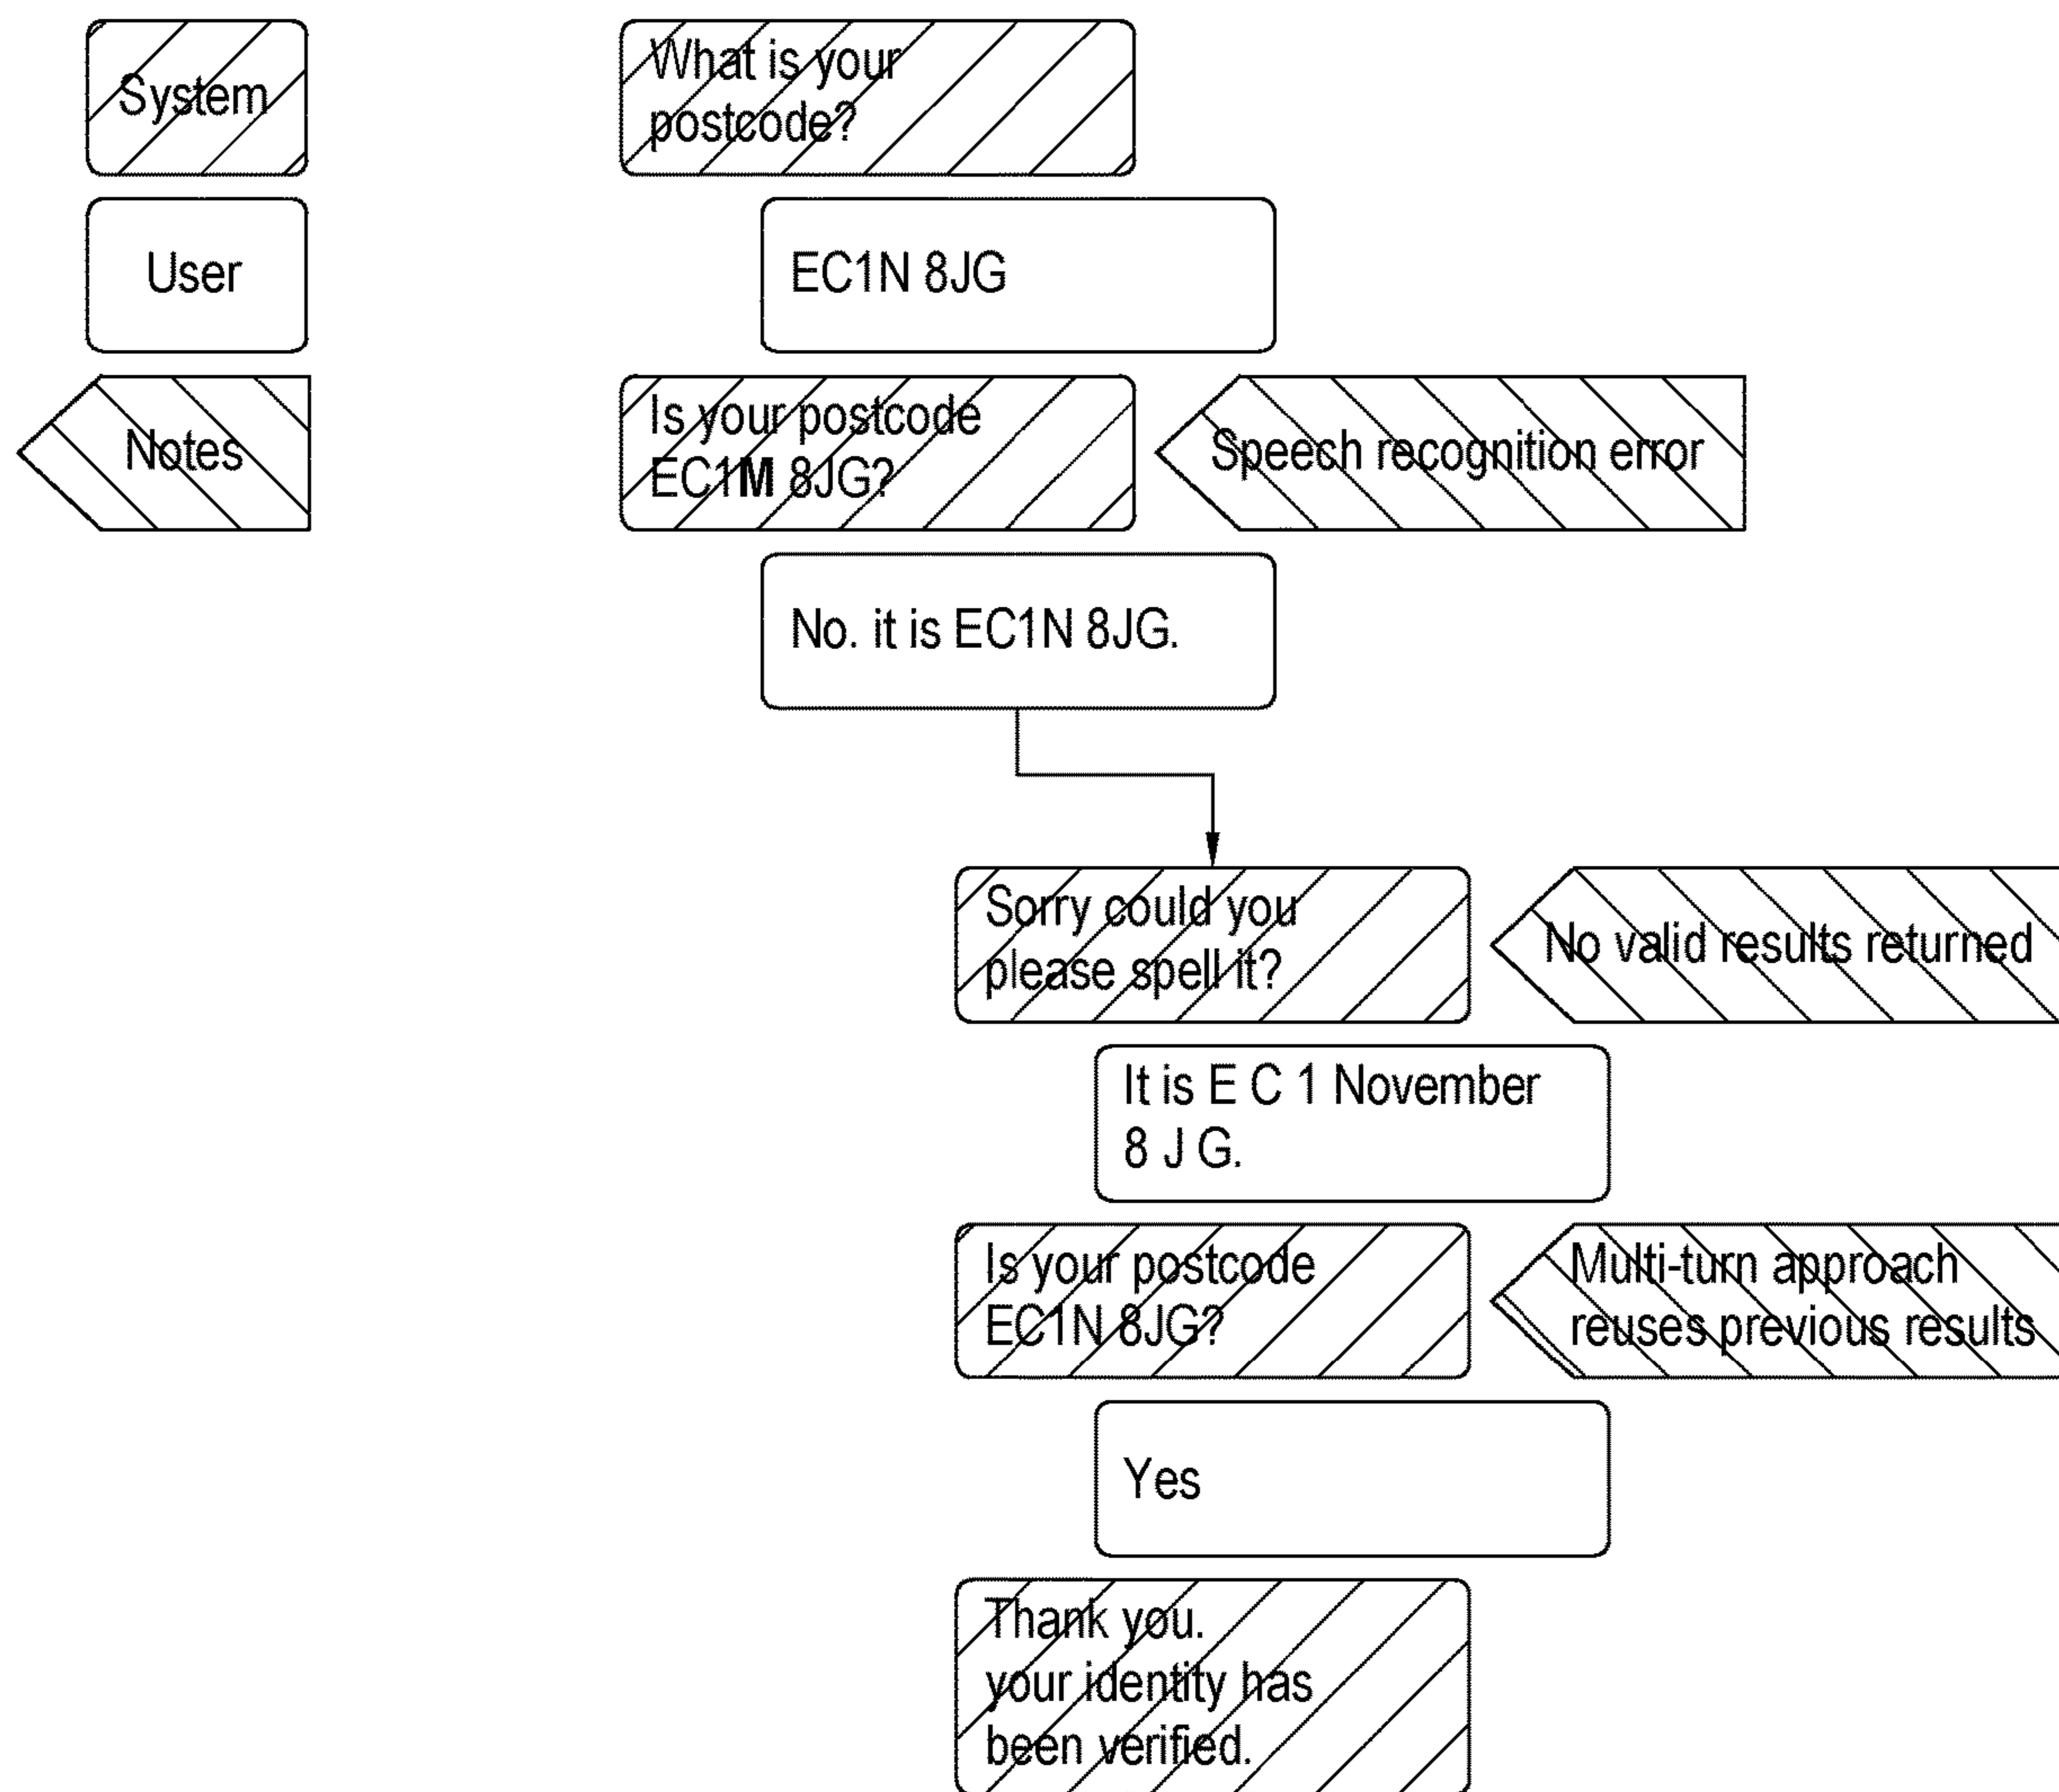 System
User
Notes
What is your
postcode?
EC1N 8JG
Is your postcode
EC1M 8JG?
Speech recognition error
No. it is EC1N 8JG.
Sorry could you
please spell it?
No valid results returned
It is E C 1 November
8 J G.
Is your postcode
EC1N 8JG?
Multi-turn approach
reuses previous results
Yes
Thank you.
your identity has
been verified.